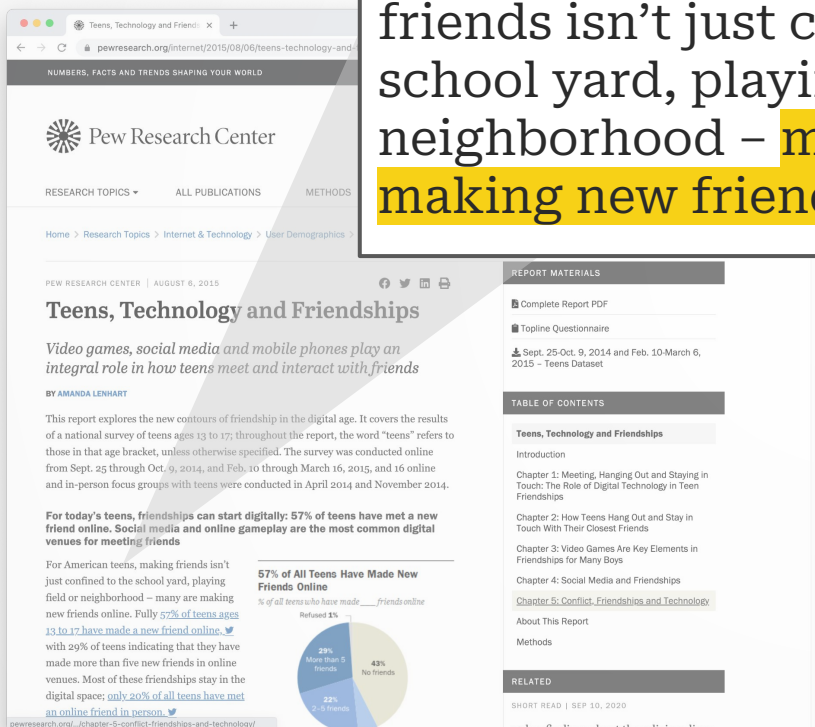 Teens, Technology and Friends
pewresearch.org/internet/2015/08/06/teens-technology-and-
NUMBERS, FACTS AND TRENDS SHAPING YOUR WORLD
Pew Research Center
RESEARCH TOPICS ALL PUBLICATIONS METHODS
Home > Research Topics > Internet & Technology > User Demographics >
friends isn’t just c
school yard, playi
neighborhood – m
making new frien
PEW RESEARCH CENTER | AUGUST 6, 2015
Teens, Technology and Friendships
Video games, social media and mobile phones play an
integral role in how teens meet and interact with friends
BY AMANDA LENHART
This report explores the new contours of friendship in the digital age. It covers the results
of a national survey of teens ages 13 to 17; throughout the report, the word “teens” refers to
those in that age bracket, unless otherwise specified. The survey was conducted online
from Sept. 25 through Oct. 9, 2014, and Feb. 10 through March 16, 2015, and 16 online
and in-person focus groups with teens were conducted in April 2014 and November 2014.
For today’s teens, friendships can start digitally: 57% of teens have met a new
friend online. Social media and online gameplay are the most common digital
venues for meeting friends
For American teens, making friends isn’t
just confined to the school yard, playing
field or neighborhood – many are making
new friends online. Fully 57% of teens ages
13 to 17 have made a new friend online,
with 29% of teens indicating that they have
made more than five new friends in online
venues. Most of these friendships stay in the
digital space; only 20% of all teens have met
an online friend in person.
57% of All Teens Have Made New
Friends Online
% of all teens who have made ___ friends online
Refused 1%
29%
More than 5
friends
43%
No friends
22%
2–5 friends
pewresearch.org/.../chapter-5-conflict-friendships-and-technology/
REPORT MATERIALS
Complete Report PDF
Topline Questionnaire
Sept. 25-Oct. 9, 2014 and Feb. 10-March 6,
2015 – Teens Dataset
TABLE OF CONTENTS
Teens, Technology and Friendships
Introduction
Chapter 1: Meeting, Hanging Out and Staying in
Touch: The Role of Digital Technology in Teen
Friendships
Chapter 2: How Teens Hang Out and Stay in
Touch With Their Closest Friends
Chapter 3: Video Games Are Key Elements in
Friendships for Many Boys
Chapter 4: Social Media and Friendships
Chapter 5: Conflict, Friendships and Technology
About This Report
Methods
RELATED
SHORT READ | SEP 10, 2020